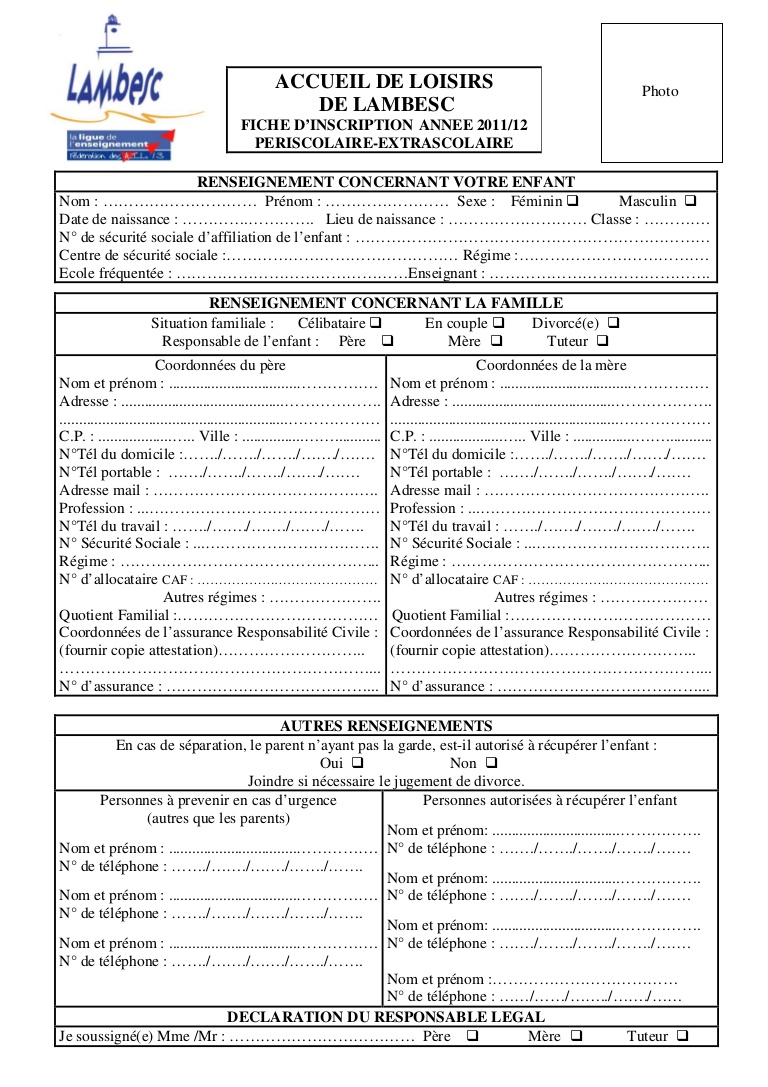 Lambesc
la ligue de
l'enseignement
fédération des A.I.L. 13
ACCUEIL DE LOISIRS
DE LAMBESC
FICHE D'INSCRIPTION ANNEE 2011/12
PERISCOLAIRE-EXTRASCOLAIRE
Photo
RENSEIGNEMENT CONCERNANT VOTRE ENFANT
Nom : ………………………… Prénom : …………………… Sexe : Féminin ❑ Masculin ❑
Date de naissance : …………………….. Lieu de naissance : ……………………… Classe : …………
N° de sécurité sociale d'affiliation de l'enfant : ……………………………………………………………
Centre de sécurité sociale :……………………………………… Régime :………………………………
Ecole fréquentée : ………………………………………Enseignant : …………………………………….
RENSEIGNEMENT CONCERNANT LA FAMILLE
Situation familiale : Célibataire ❑ En couple ❑ Divorcé(e) ❑
Responsable de l'enfant : Père ❑ Mère ❑ Tuteur ❑
Coordonnées du père
Nom et prénom : ..................................……………
Adresse : ..................................……………….
..................................…………………
C.P. : ...................…. Ville : ...................……..........
N°Tél du domicile :……./……./……./……./…….
N°Tél portable : ……./……./……./……./…….
Adresse mail : …………………………………….
Profession : ...………………………………………
N°Tél du travail : ……./……./……./……./…….
N° Sécurité Sociale : ...…………………………….
Régime : …………………………………………...
N° d'allocataire CAF : ………………………………
Autres régimes : ………………….
Quotient Familial :…………………………………
Coordonnées de l'assurance Responsabilité Civile :
(fournir copie attestation)………………………..
……………………………………………………...
N° d'assurance : …………………………………...
Coordonnées de la mère
Nom et prénom : ..................................……………
Adresse : ..................................……………….
..................................…………………
C.P. : ...................…. Ville : ...................……..........
N°Tél du domicile :……./……./……./……./…….
N°Tél portable : ……./……./……./……./…….
Adresse mail : …………………………………….
Profession : ...………………………………………
N°Tél du travail : ……./……./……./……./…….
N° Sécurité Sociale : ...…………………………….
Régime : …………………………………………...
N° d'allocataire CAF : ………………………………
Autres régimes : …………………
Quotient Familial :…………………………………
Coordonnées de l'assurance Responsabilité Civile :
(fournir copie attestation)………………………..
……………………………………………………...
N° d'assurance : …………………………………...
AUTRES RENSEIGNEMENTS
En cas de séparation, le parent n'ayant pas la garde, est-il autorisé à récupérer l'enfant :
Oui ❑ Non ❑
Joindre si nécessaire le jugement de divorce.
Personnes à prevenir en cas d'urgence
(autres que les parents)
Nom et prénom : ..................................……………
N° de téléphone : ……./……./……./……./…….
Nom et prénom : ..................................……………
N° de téléphone : ……./……./……./……./…….
Nom et prénom : ..................................……………
N° de téléphone : ……./……./……./……./…….
Personnes autorisées à récupérer l'enfant
Nom et prénom: ..................................…………….
N° de téléphone : ……./……./……./……./…….
Nom et prénom: ..................................…………….
N° de téléphone : ……./……./……./……./…….
Nom et prénom: ..................................…………….
N° de téléphone : ……./……./……./……./…….
Nom et prénom :………………………………
N° de téléphone : ……/……/……../……./……
DECLARATION DU RESPONSABLE LEGAL
Je soussigné(e) Mme /Mr : ……………………………… Père ❑ Mère ❑ Tuteur ❑